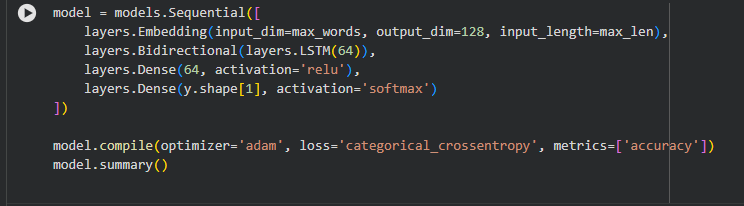 model = models.Sequential([
    layers.Embedding(input_dim=max_words, output_dim=128, input_length=max_len),
    layers.Bidirectional(layers.LSTM(64)),
    layers.Dense(64, activation='relu'),
    layers.Dense(y.shape[1], activation='softmax')
])

model.compile(optimizer='adam', loss='categorical_crossentropy', metrics=['accuracy'])
model.summary()